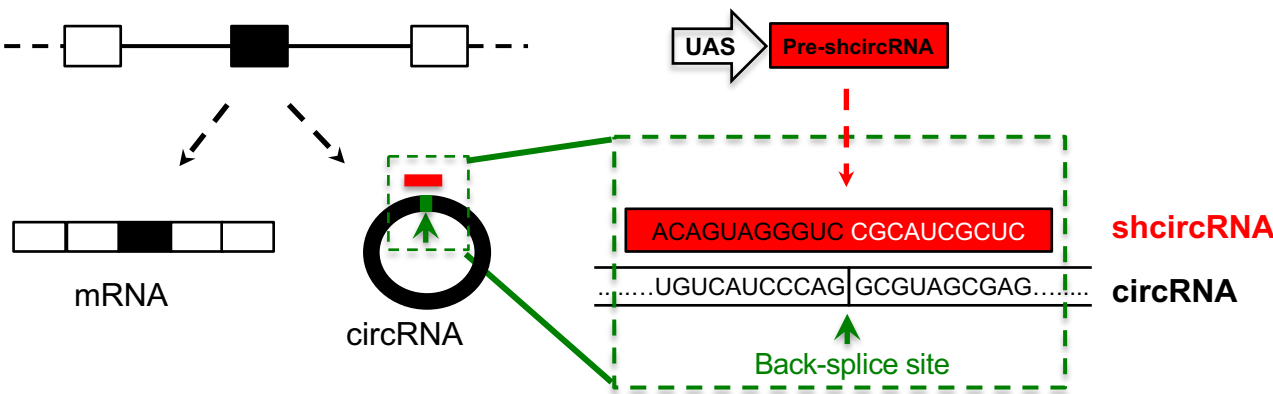 UAS
Pre-shcircRNA
ACAGUAGGGUC CGCAUCGCUC
shcircRNA
........UGUCAUCCCAG GCGUAGCGAG........
circRNA
mRNA
circRNA
Back-splice site